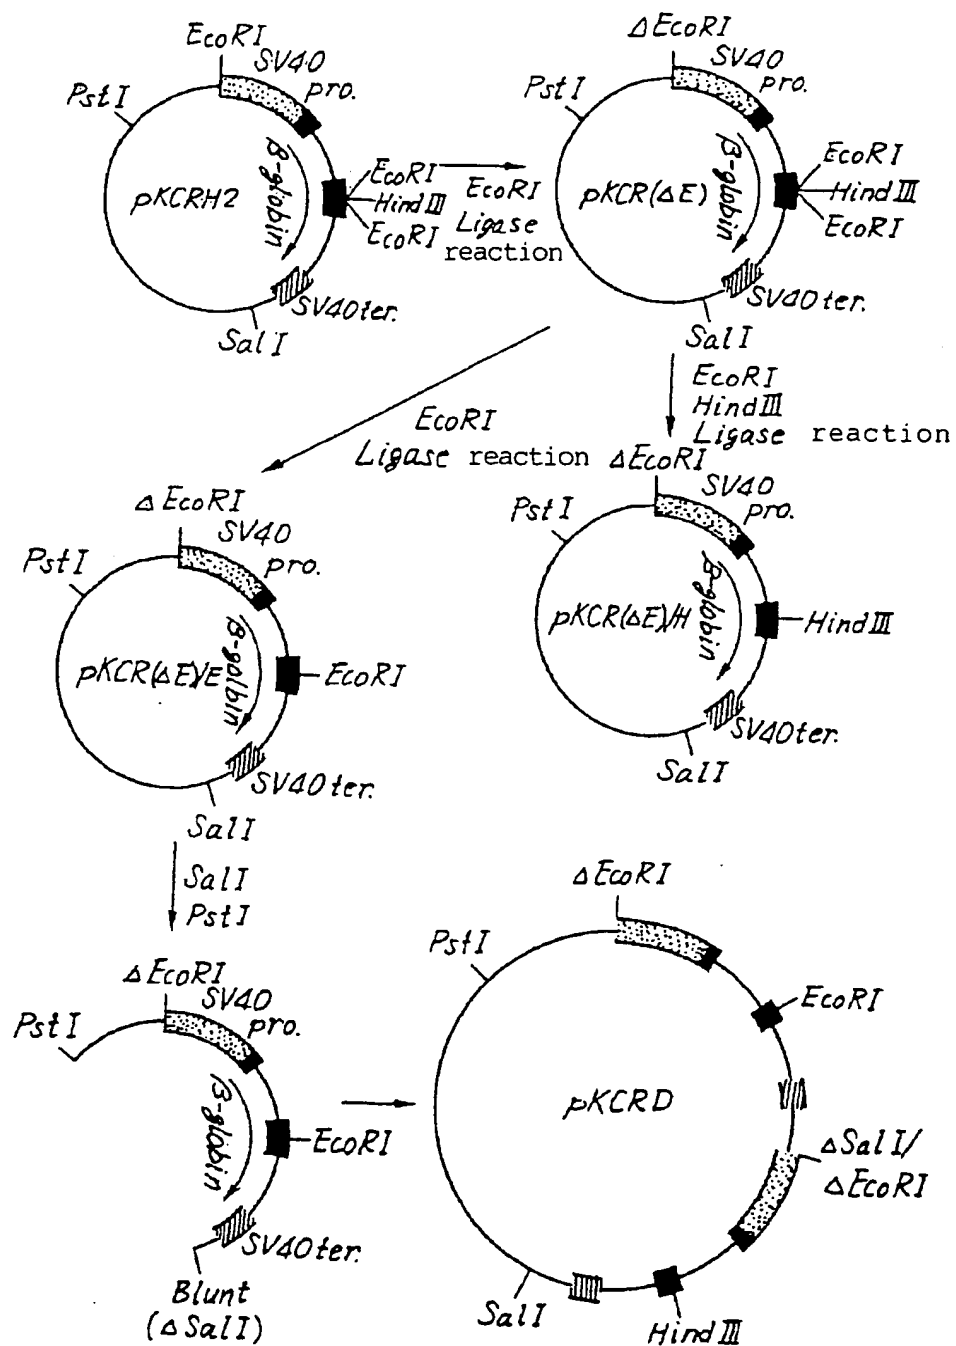 EcoRI
SV40
pro.
PstI
β-globin
pKCRH2
EcoRI
HindIII
EcoRI
SV40ter.
SalI
EcoRI
Ligase
reaction
ΔEcoRI
SV40
pro.
PstI
β-globin
pKCR(ΔE)
EcoRI
HindIII
EcoRI
SV40ter.
SalI
EcoRI
HindIII
Ligase reaction
EcoRI
Ligase reaction
ΔEcoRI
SV40
pro.
PstI
β-globin
pKCR(ΔE)/H
HindIII
SV40ter.
SalI
ΔEcoRI
SV40
pro.
PstI
β-galbin
pKCR(ΔE)/E
EcoRI
SV40ter.
SalI
SalI
PstI
ΔEcoRI
SV40
pro.
PstI
β-globin
EcoRI
SV40ter.
Blunt
(ΔSalI)
ΔEcoRI
PstI
EcoRI
pKCRD
ΔSalI/
ΔEcoRI
SalI
HindIII